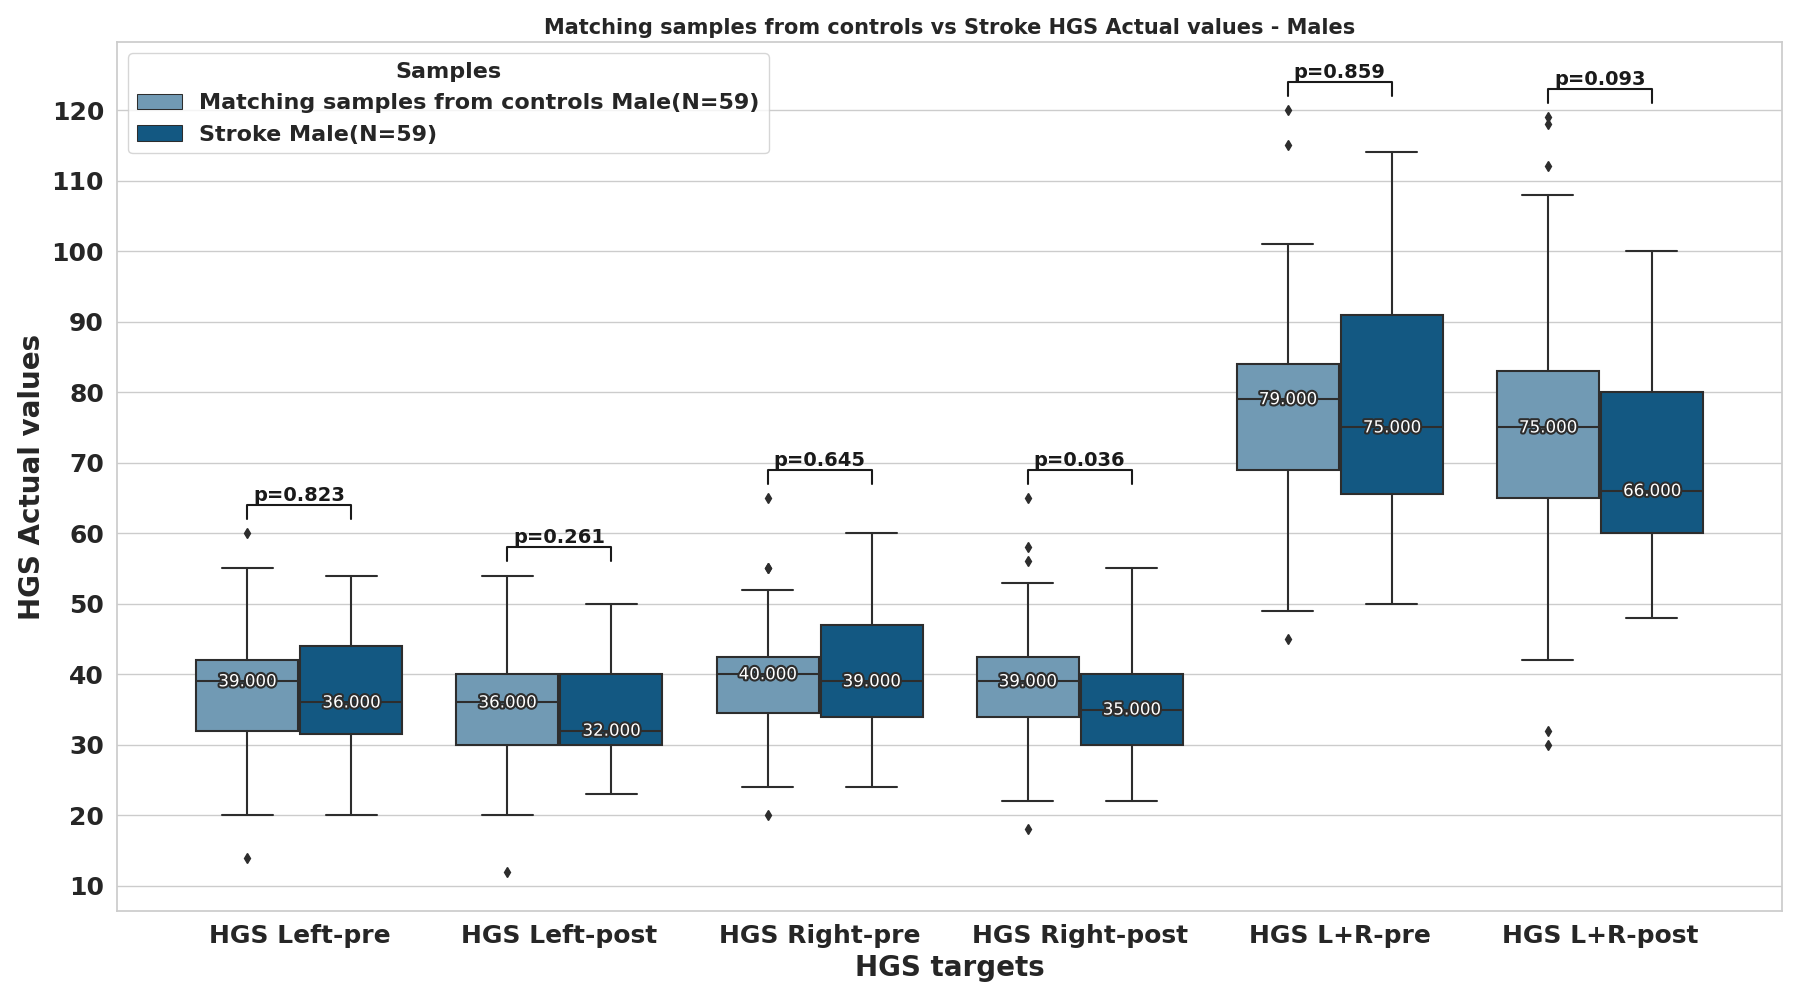 Matching samples from controls vs Stroke HGS Actual values - Males
Samples
Matching samples from controls Male(N=59)
Stroke Male(N=59)
HGS Actual values
120
110
100
90
80
70
60
50
40
30
20
10
p=0.823
p=0.261
p=0.645
p=0.036
p=0.859
p=0.093
39.000
36.000
36.000
32.000
40.000
39.000
39.000
35.000
79.000
75.000
75.000
66.000
HGS Left-pre
HGS Left-post
HGS Right-pre
HGS Right-post
HGS L+R-pre
HGS L+R-post
HGS targets